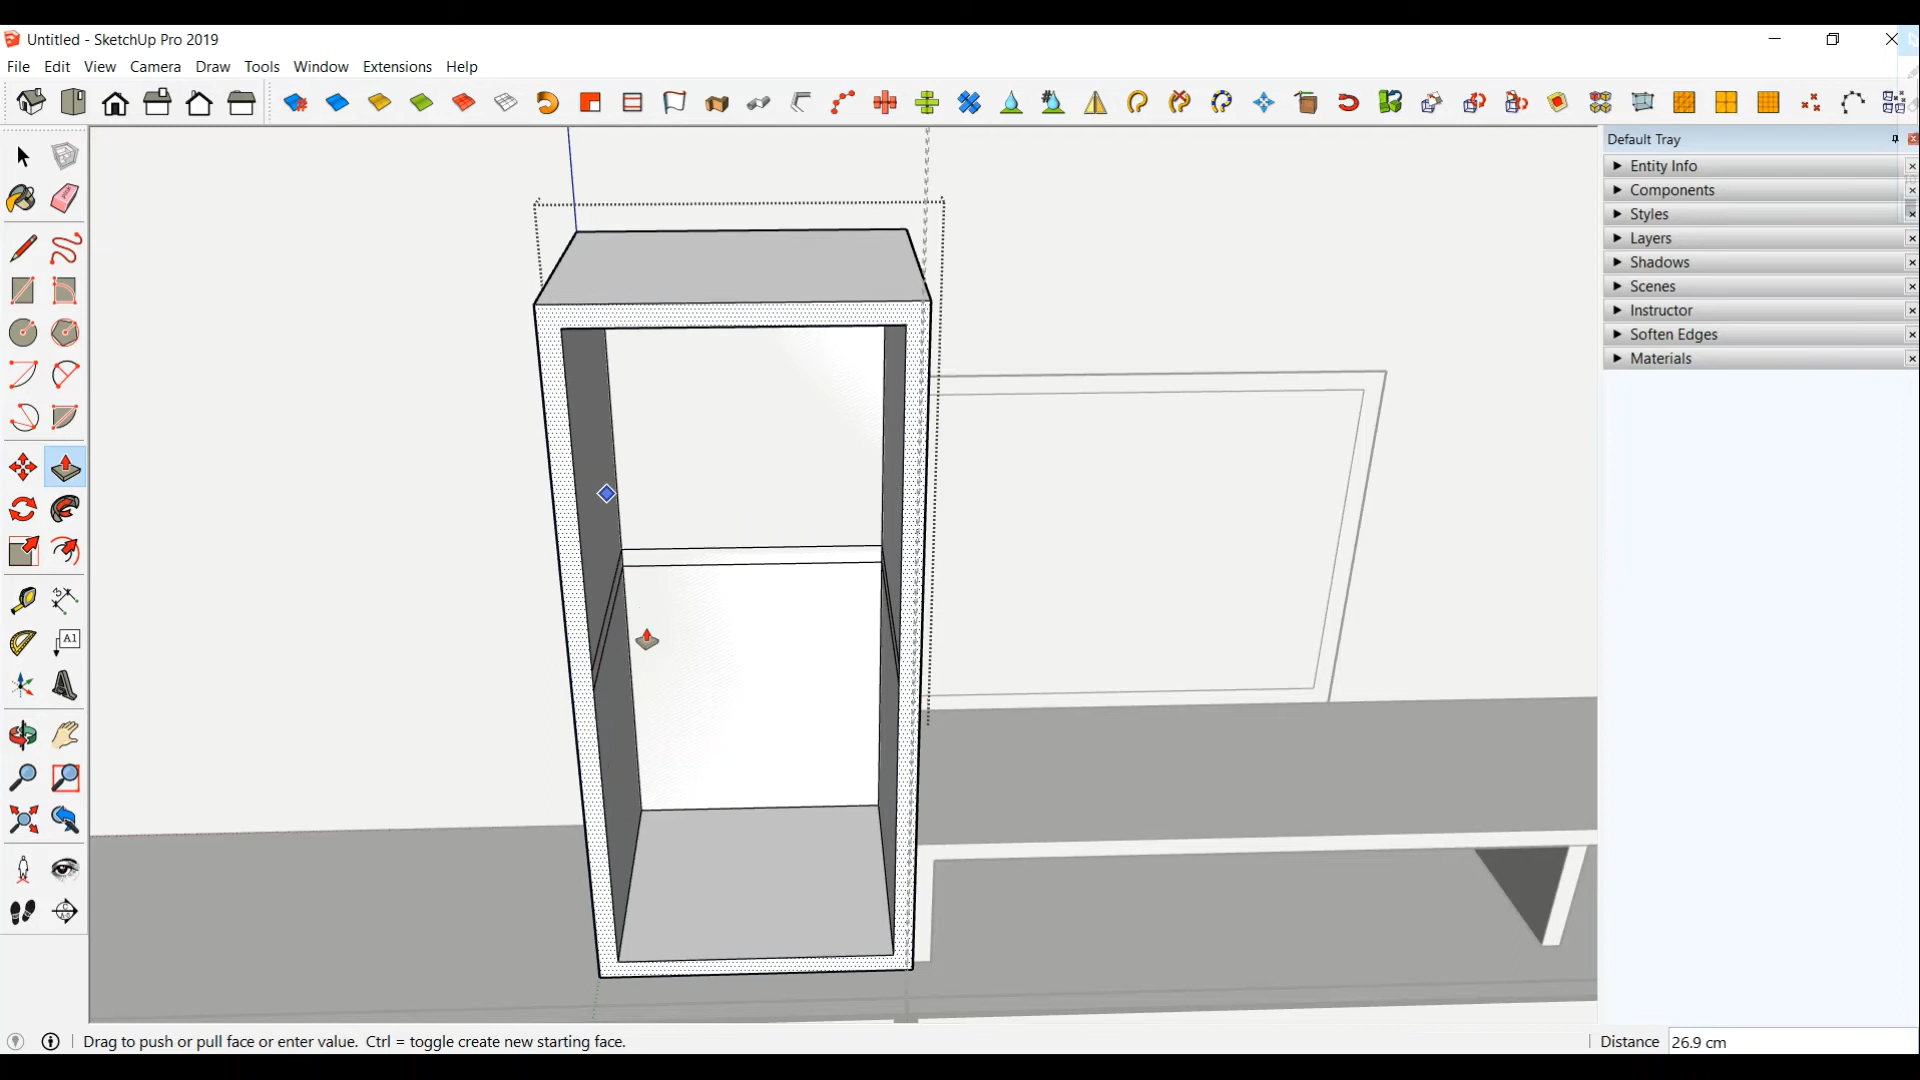 Untitled - SketchUp Pro 2019
File Edit View Camera Draw Tools Window Extensions Help
Default Tray
Entity Info
Components
Styles
Layers
Shadows
Scenes
Instructor
Soften Edges
Materials
A1
Drag to push or pull face or enter value. Ctrl = toggle create new starting face.
Distance 26.9 cm